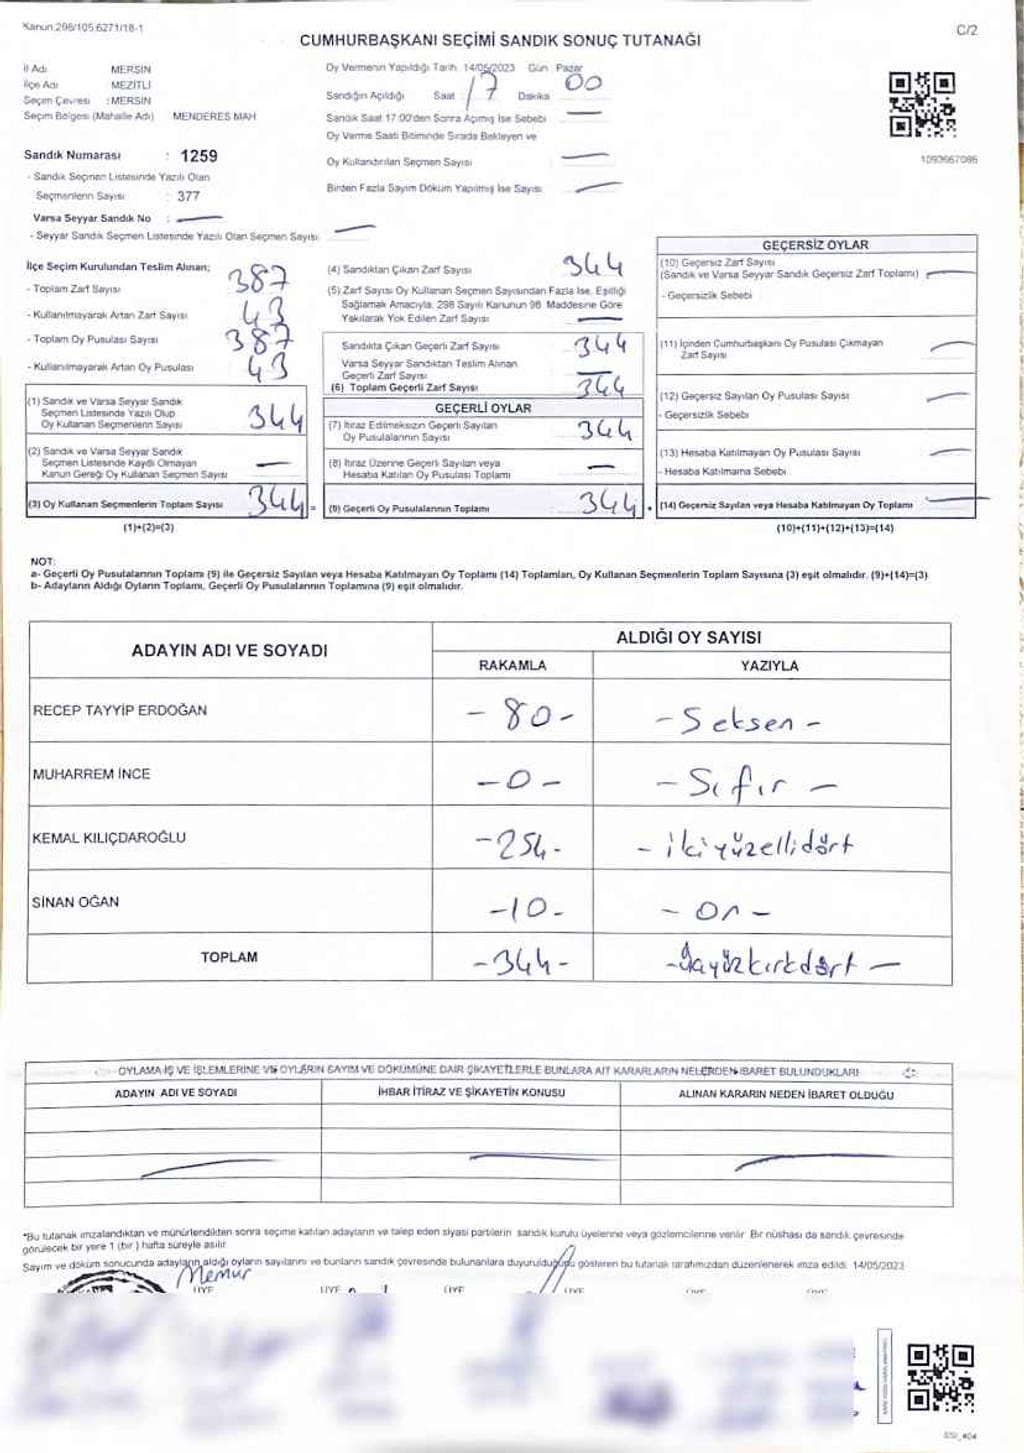 Kanun:298/105 6271/18-1
C/2
CUMHURBAŞKANI SEÇİMİ SANDIK SONUÇ TUTANAĞI
İl Adı MERSİN
İlçe Adı MEZİTLİ
Seçim Çevresi : MERSİN
Seçim Bölgesi (Mahalle Adı) MENDERES MAH
Sandık Numarası : 1259
- Sandık Seçmen Listesinde Yazılı Olan
Seçmenlerin Sayısı : 377
Varsa Seyyar Sandık No : —
- Seyyar Sandık Seçmen Listesinde Yazılı Olan Seçmen Sayısı: —
Oy Vermenin Yapıldığı Tarih: 14/05/2023 Gün: Pazar
Sandığın Açıldığı Saat 17 Dakika 00
Sandık Saat 17:00'den Sonra Açılmış İse Sebebi —
Oy Verme Saati Bitiminde Sırada Bekleyen ve
Oy Kullandırılan Seçmen Sayısı —
Birden Fazla Sayım Döküm Yapılmış İse Sayısı —
1093667086
İlçe Seçim Kurulundan Teslim Alınan;
- Toplam Zarf Sayısı 387
- Kullanılmayarak Artan Zarf Sayısı 43
- Toplam Oy Pusulası Sayısı 387
- Kullanılmayarak Artan Oy Pusulası 43
(1) Sandık ve Varsa Seyyar Sandık
Seçmen Listesinde Yazılı Olup
Oy Kullanan Seçmenlerin Sayısı 344
(2) Sandık ve Varsa Seyyar Sandık
Seçmen Listesinde Kayıtlı Olmayan
Kanun Gereği Oy Kullanan Seçmen Sayısı —
(3) Oy Kullanan Seçmenlerin Toplam Sayısı 344 =
(1)+(2)=(3)
(4) Sandıktan Çıkan Zarf Sayısı 344
(5) Zarf Sayısı Oy Kullanan Seçmen Sayısından Fazla İse, Eşitliği
Sağlamak Amacıyla; 298 Sayılı Kanunun 98. Maddesine Göre
Yakılarak Yok Edilen Zarf Sayısı —
Sandıkta Çıkan Geçerli Zarf Sayısı 344
Varsa Seyyar Sandıktan Teslim Alınan
Geçerli Zarf Sayısı —
(6) Toplam Geçerli Zarf Sayısı 344
GEÇERLİ OYLAR
(7) İtiraz Edilmeksizin Geçerli Sayılan
Oy Pusulalarının Sayısı 344
(8) İtiraz Üzerine Geçerli Sayılan veya
Hesaba Katılan Oy Pusulası Toplamı —
(9) Geçerli Oy Pusulalarının Toplamı 344 +
GEÇERSİZ OYLAR
(10) Geçersiz Zarf Sayısı
(Sandık ve Varsa Seyyar Sandık Geçersiz Zarf Toplamı) —
- Geçersizlik Sebebi
(11) İçinden Cumhurbaşkanı Oy Pusulası Çıkmayan
Zarf Sayısı —
(12) Geçersiz Sayılan Oy Pusulası Sayısı —
- Geçersizlik Sebebi
(13) Hesaba Katılmayan Oy Pusulası Sayısı —
- Hesaba Katılmama Sebebi
(14) Geçersiz Sayılan veya Hesaba Katılmayan Oy Toplamı —
(10)+(11)+(12)+(13)=(14)
NOT:
a- Geçerli Oy Pusulalarının Toplamı (9) ile Geçersiz Sayılan veya Hesaba Katılmayan Oy Toplamı (14) Toplamları, Oy Kullanan Seçmenlerin Toplam Sayısına (3) eşit olmalıdır. (9)+(14)=(3)
b- Adayların Aldığı Oyların Toplamı, Geçerli Oy Pusulalarının Toplamına (9) eşit olmalıdır.
ADAYIN ADI VE SOYADI ALDIĞI OY SAYISI
RAKAMLA YAZIYLA
RECEP TAYYİP ERDOĞAN -80- -Seksen-
MUHARREM İNCE -0- -Sıfır-
KEMAL KILIÇDAROĞLU -254- -ikiyüzellidört
SİNAN OĞAN -10- -On-
TOPLAM -344- -üçyüzkırkdört-
OYLAMA İŞ VE İŞLEMLERİNE VE OYLARIN SAYIM VE DÖKÜMÜNE DAİR ŞİKAYETLERLE BUNLARA AİT KARARLARIN NELERDEN İBARET BULUNDUKLARI
ADAYIN ADI VE SOYADI İHBAR İTİRAZ VE ŞİKAYETİN KONUSU ALINAN KARARIN NEDEN İBARET OLDUĞU
*Bu tutanak imzalandıktan ve mühürlendikten sonra seçime katılan adayların ve talep eden siyasi partilerin sandık kurulu üyelerine veya gözlemcilerine verilir. Bir nüshası da sandık çevresinde
görülecek bir yere 1 (bir) hafta süreyle asılır.
Sayım ve döküm sonucunda adayların aldığı oyların sayılarını ve bunların sandık çevresinde bulunanlara duyurulduğunu gösteren bu tutanak tarafımızdan düzenlenerek imza edildi. 14/05/2023
Memur
ÜYE ÜYE ÜYE ÜYE ÜYE ÜYE